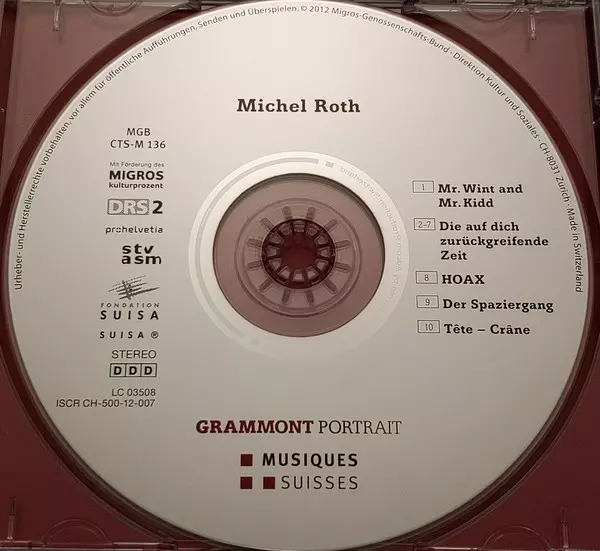 Urheber- und Herstellerrechte vorbehalten, vor allem für öffentliche Aufführungen, Senden und Überspielen. © 2012 Migros-Genossenschafts-Bund · Direktion Kultur und Soziales · CH-8031 Zürich · Made in Switzerland
Michel Roth
MGB
CTS-M 136
Mit Förderung des
MIGROS
kulturprozent
DRS2
prohelvetia
stv
asm
FONDATION
SUISA
SUISA ®
STEREO
DDD
LC 03508
ISCR CH-500-12-007
1 Mr. Wint and
Mr. Kidd
2-7 Die auf dich
zurückgreifende
Zeit
8 HOAX
9 Der Spaziergang
10 Tête – Crâne
GRAMMONT PORTRAIT
MUSIQUES
SUISSES